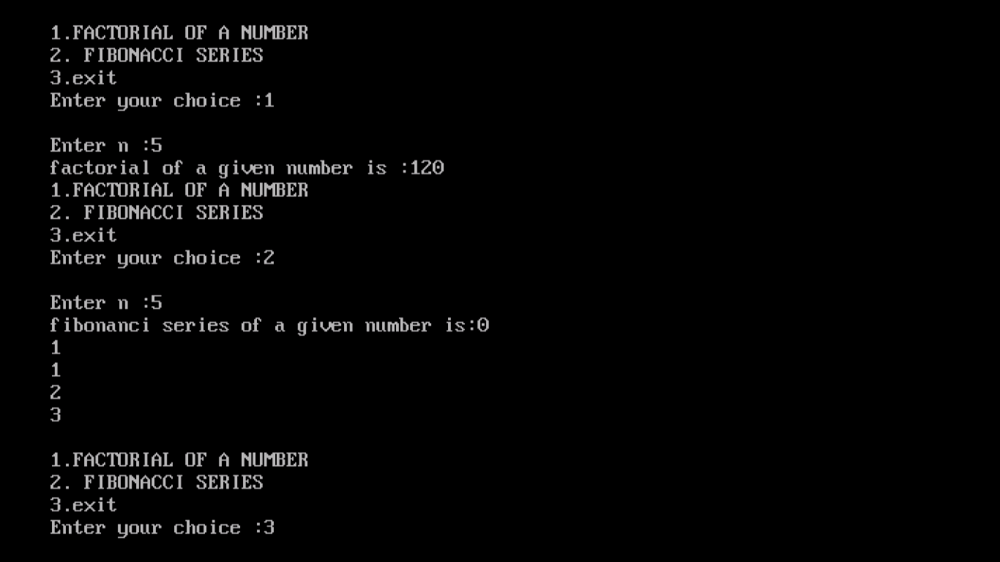 1.FACTORIAL OF A NUMBER
2. FIBONACCI SERIES
3.exit
Enter your choice :1
Enter n :5
factorial of a given number is :120
1.FACTORIAL OF A NUMBER
2. FIBONACCI SERIES
3.exit
Enter your choice :2
Enter n :5
fibonanci series of a given number is:0
1
1
2
3
1.FACTORIAL OF A NUMBER
2. FIBONACCI SERIES
3.exit
Enter your choice :3